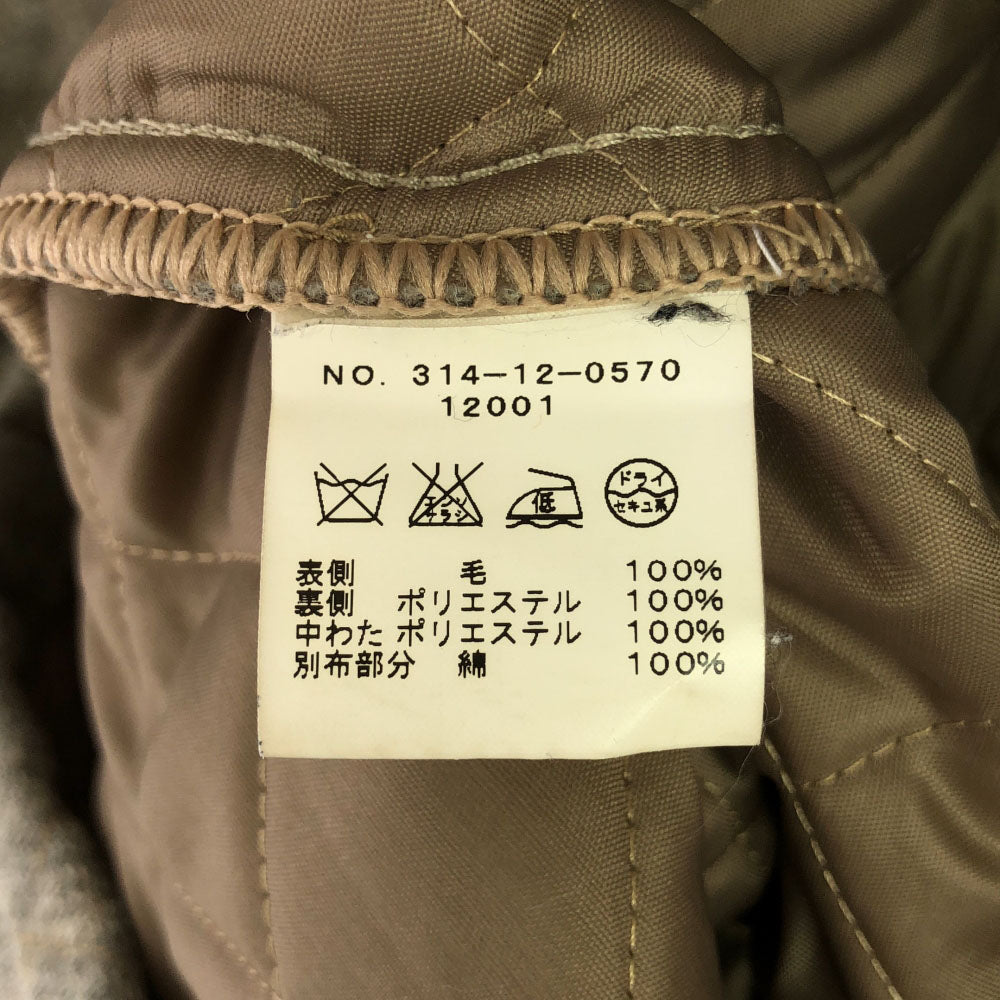 NO. 314-12-0570
12001
エンソ
サラシ
低
ドライ
セキユ系
表側 毛 100%
裏側 ポリエステル 100%
中わた ポリエステル 100%
別布部分 綿 100%